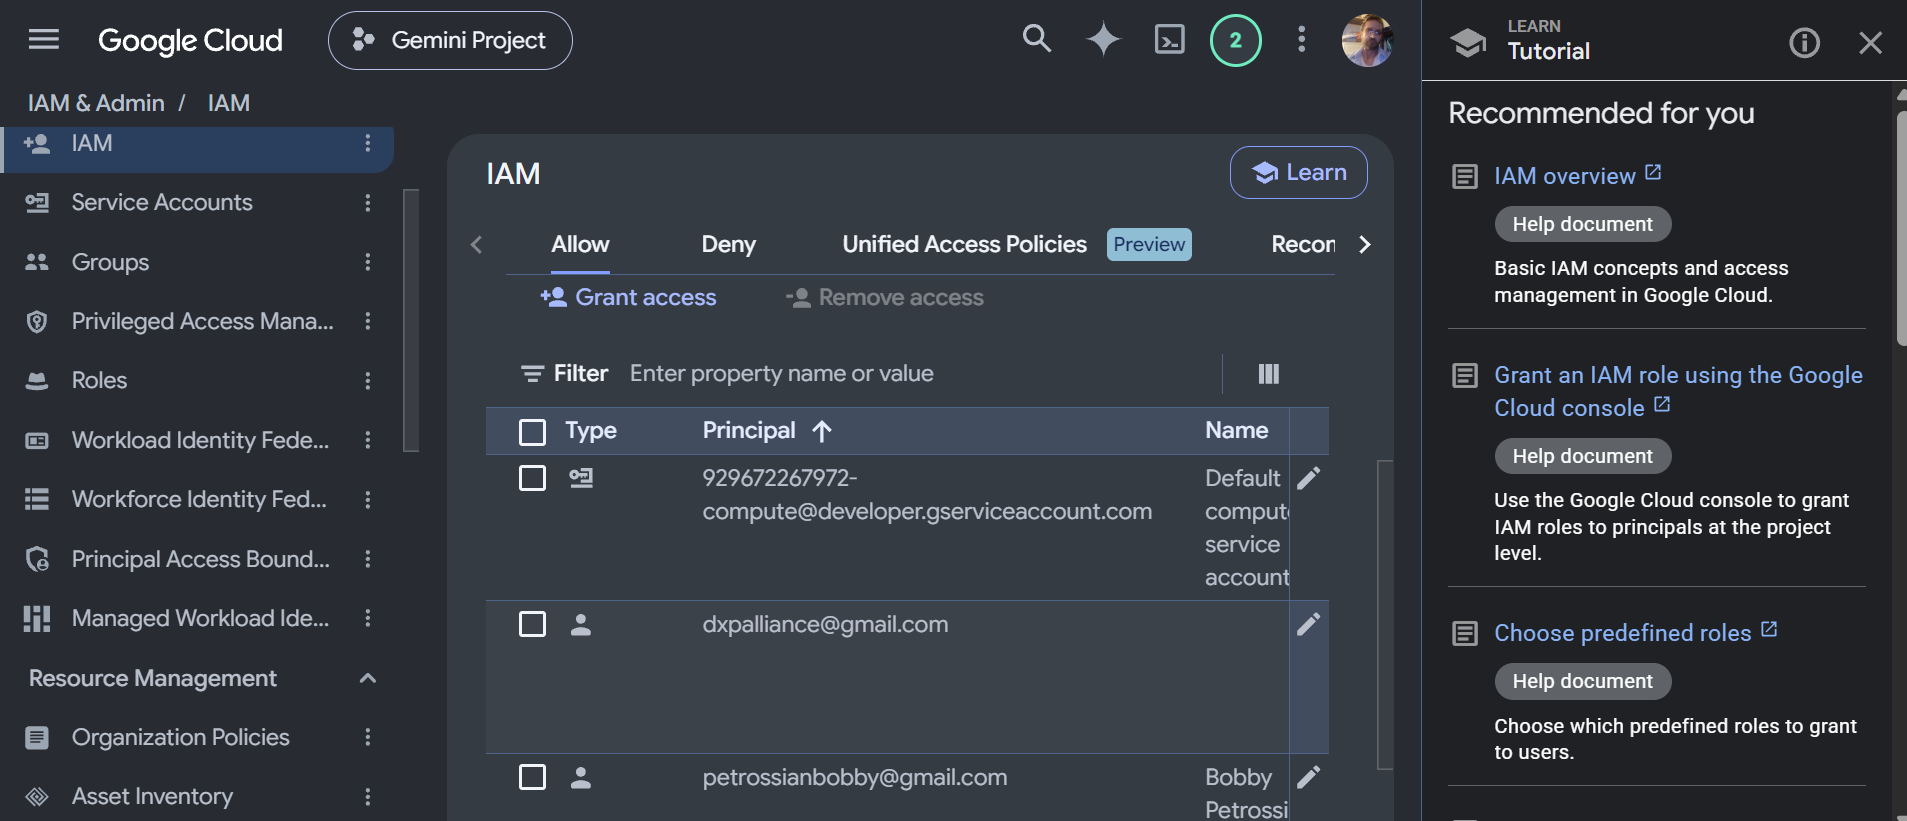 Google Cloud
Gemini Project
2
LEARN
Tutorial
IAM & Admin / IAM
IAM
Service Accounts
Groups
Privileged Access Mana...
Roles
Workload Identity Fede...
Workforce Identity Fed...
Principal Access Bound...
Managed Workload Ide...
Resource Management
Organization Policies
Asset Inventory
IAM
Learn
Allow
Deny
Unified Access Policies
Preview
Recon
Grant access
Remove access
Filter
Enter property name or value
Type
Principal
Name
929672267972-
compute@developer.gserviceaccount.com
Default
compute
service
account
dxpalliance@gmail.com
petrossianbobby@gmail.com
Bobby
Petrossi
Recommended for you
IAM overview
Help document
Basic IAM concepts and access
management in Google Cloud.
Grant an IAM role using the Google
Cloud console
Help document
Use the Google Cloud console to grant
IAM roles to principals at the project
level.
Choose predefined roles
Help document
Choose which predefined roles to grant
to users.